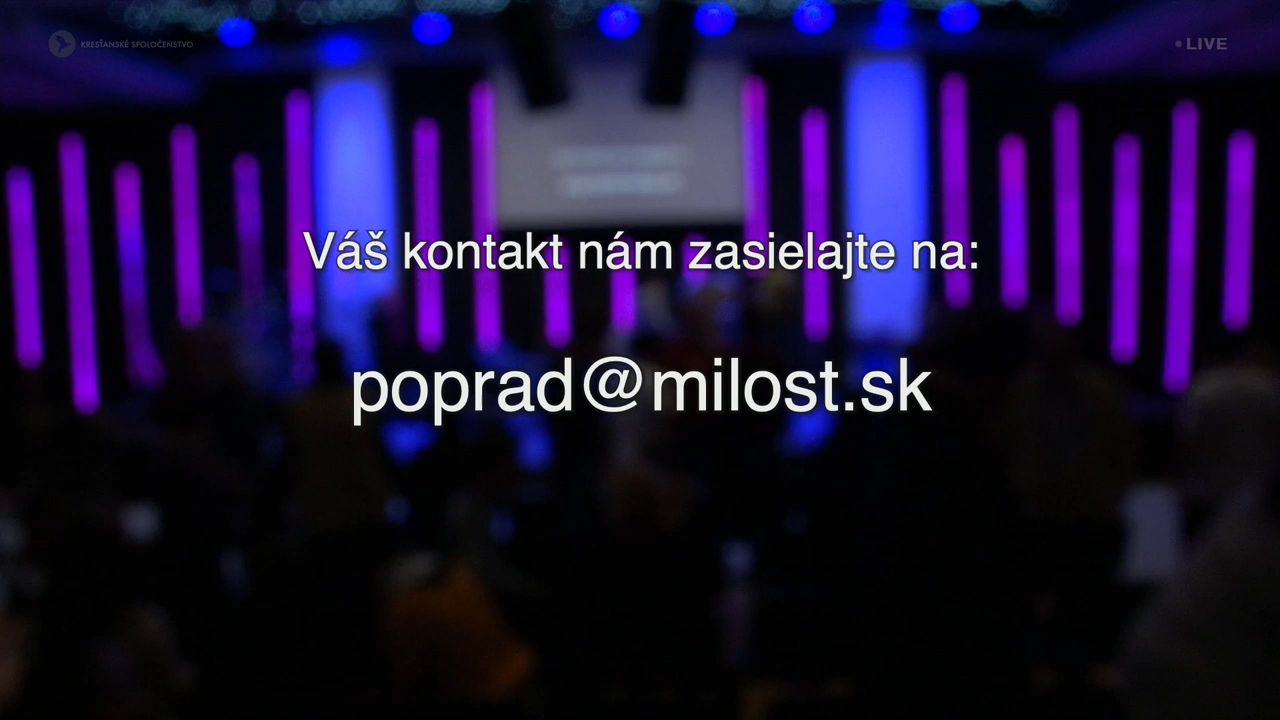 KRESŤANSKÉ SPOLOČENSTVO
LIVE
Váš kontakt nám zasielajte na:
poprad@milost.sk